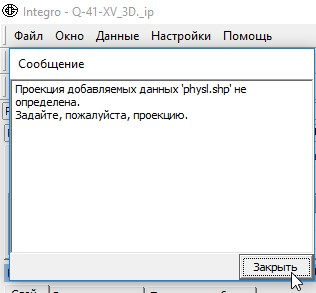 Integro - Q-41-XV_3D._ip
Файл Окно Данные Настройки Помощь
Сообщение
Проекция добавляемых данных 'physl.shp' не
определена.
Задайте, пожалуйста, проекцию.
Закрыть